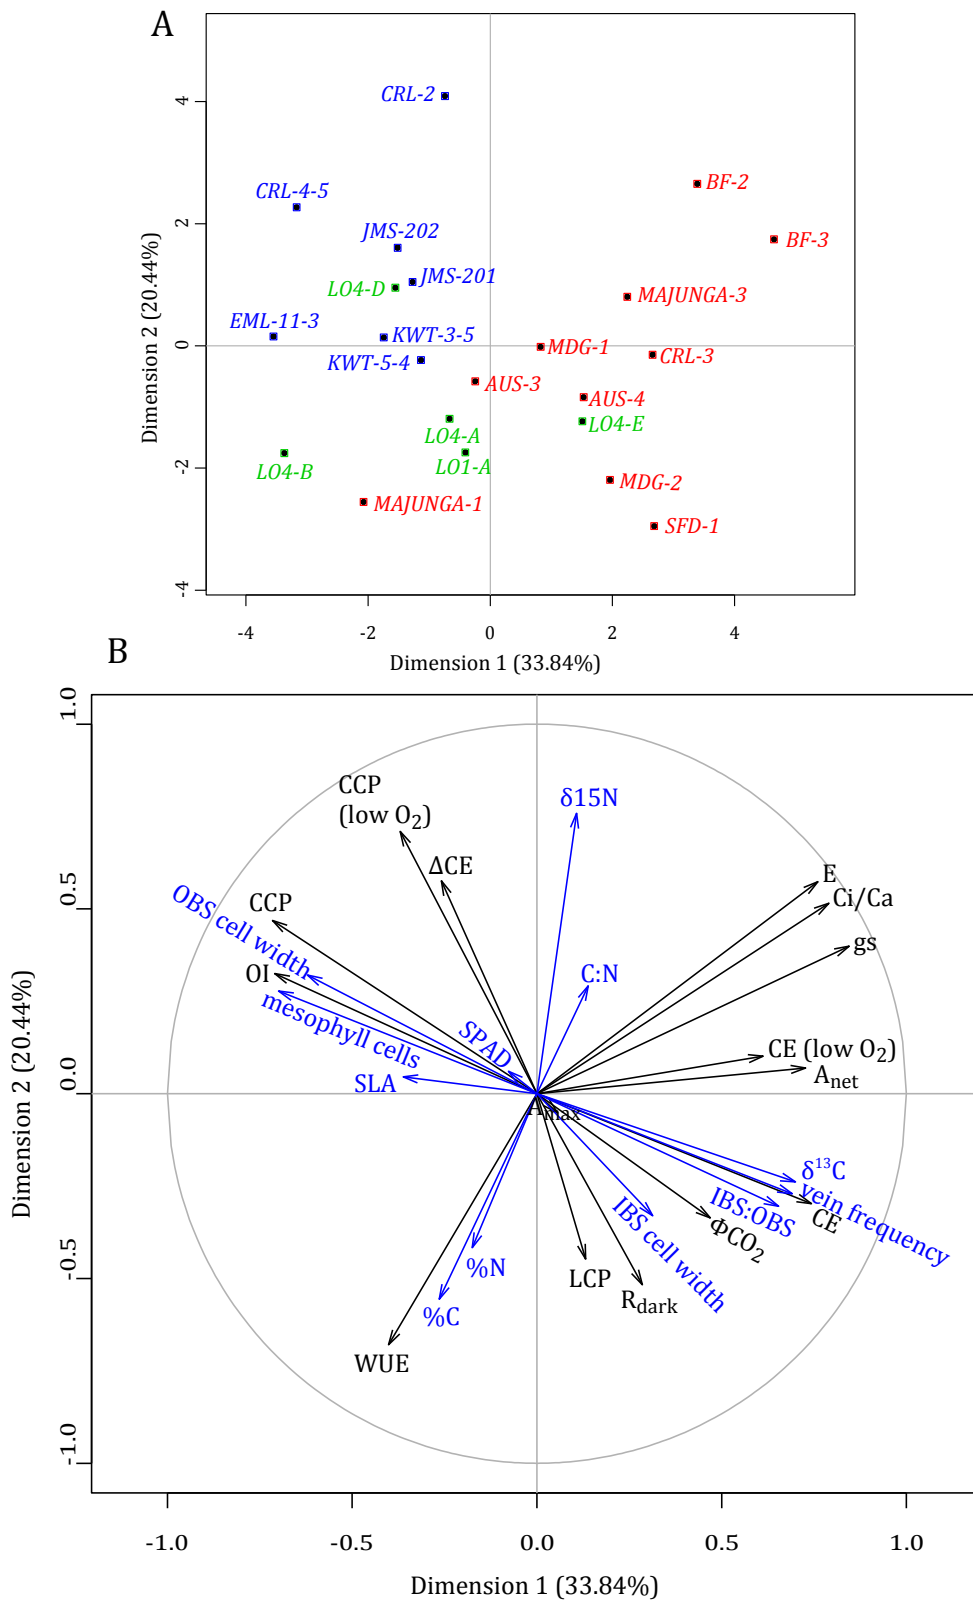 A
CRL-2
BF-2
CRL-4-5
JMS-202
BF-3
JMS-201
LO4-D
MAJUNGA-3
EML-11-3
KWT-3-5
MDG-1
CRL-3
KWT-5-4
AUS-3
AUS-4
LO4-A
LO4-E
LO4-B
LO1-A
MDG-2
MAJUNGA-1
SFD-1
4
2
0
-2
-4
Dimension 2 (20.44%)
-4
-2
0
2
4
Dimension 1 (33.84%)
B
CCP
(low O2)
δ15N
ΔCE
E
Ci/Ca
OBS cell width
CCP
gs
OI
C:N
mesophyll cells
SPAD
CE (low O2)
SLA
Anet
Amax
δ13C
vein frequency
IBS:OBS
CE
IBS cell width
ΦCO2
%N
LCP
Rdark
%C
WUE
1.0
0.5
0.0
-0.5
-1.0
Dimension 2 (20.44%)
-1.0
-0.5
0.0
0.5
1.0
Dimension 1 (33.84%)